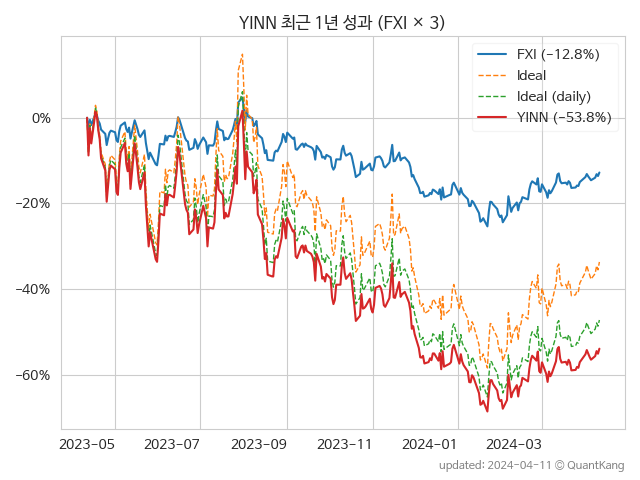 YINN 최근 1년 성과 (FXI × 3)
FXI (−12.8%)
Ideal
Ideal (daily)
YINN (−53.8%)
0%
−20%
−40%
−60%
2023-05
2023-07
2023-09
2023-11
2024-01
2024-03
updated: 2024-04-11 © QuantKang